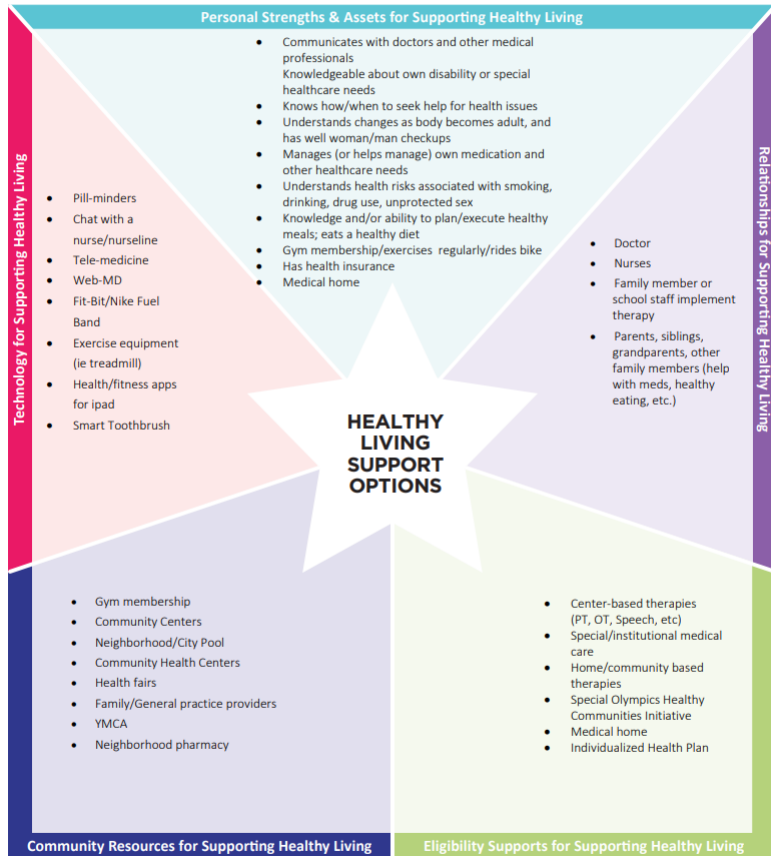 Personal Strengths & Assets for Supporting Healthy Living
• Communicates with doctors and other medical
professionals
Knowledgeable about own disability or special
healthcare needs
• Knows how/when to seek help for health issues
• Understands changes as body becomes adult, and
has well woman/man checkups
• Manages (or helps manage) own medication and
other healthcare needs
• Understands health risks associated with smoking,
drinking, drug use, unprotected sex
• Knowledge and/or ability to plan/execute healthy
meals; eats a healthy diet
• Gym membership/exercises regularly/rides bike
• Has health insurance
• Medical home
Technology for Supporting Healthy Living
• Pill-minders
• Chat with a
nurse/nurseline
• Tele-medicine
• Web-MD
• Fit-Bit/Nike Fuel
Band
• Exercise equipment
(ie treadmill)
• Health/fitness apps
for ipad
• Smart Toothbrush
Relationships for Supporting Healthy Living
• Doctor
• Nurses
• Family member or
school staff implement
therapy
• Parents, siblings,
grandparents, other
family members (help
with meds, healthy
eating, etc.)
HEALTHY
LIVING
SUPPORT
OPTIONS
• Gym membership
• Community Centers
• Neighborhood/City Pool
• Community Health Centers
• Health fairs
• Family/General practice providers
• YMCA
• Neighborhood pharmacy
Community Resources for Supporting Healthy Living
• Center-based therapies
(PT, OT, Speech, etc)
• Special/institutional medical
care
• Home/community based
therapies
• Special Olympics Healthy
Communities Initiative
• Medical home
• Individualized Health Plan
Eligibility Supports for Supporting Healthy Living